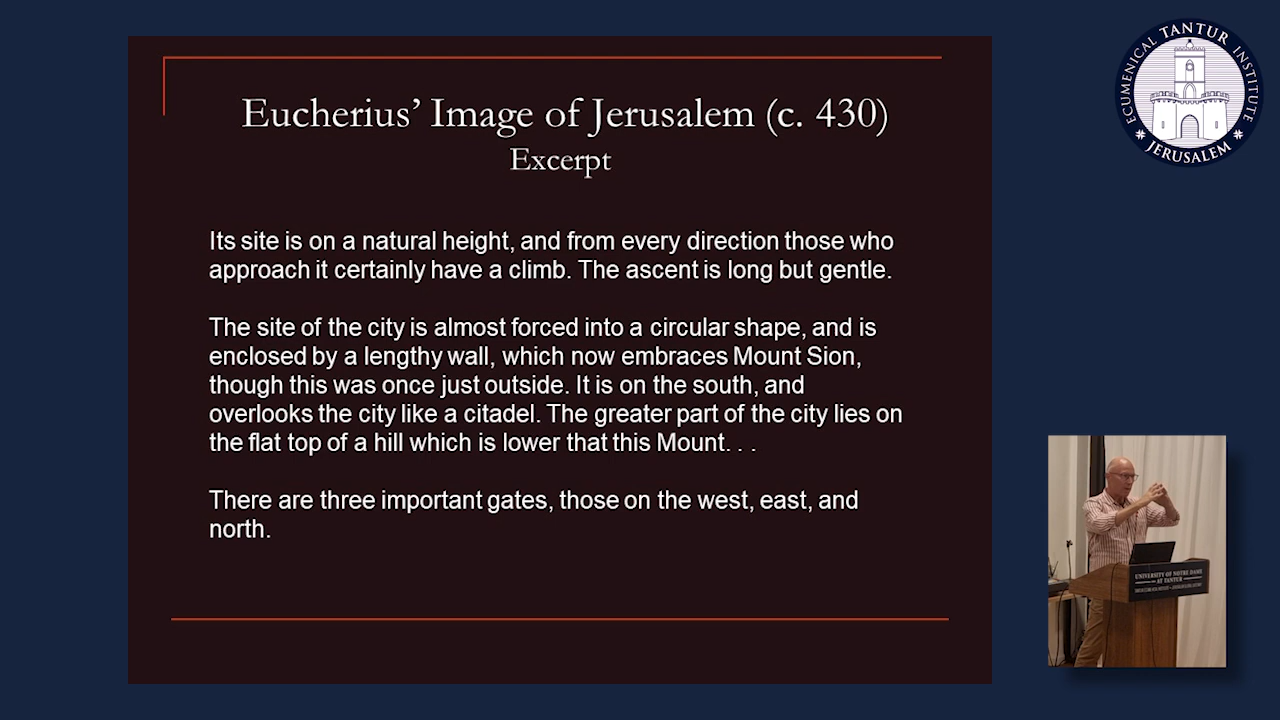 Eucherius’ Image of Jerusalem (c. 430)
Excerpt
Its site is on a natural height, and from every direction those who
approach it certainly have a climb. The ascent is long but gentle.
The site of the city is almost forced into a circular shape, and is
enclosed by a lengthy wall, which now embraces Mount Sion,
though this was once just outside. It is on the south, and
overlooks the city like a citadel. The greater part of the city lies on
the flat top of a hill which is lower that this Mount. . .
There are three important gates, those on the west, east, and
north.
ECUMENICAL TANTUR INSTITUTE
JERUSALEM
UNIVERSITY OF NOTRE DAME
AT TANTUR